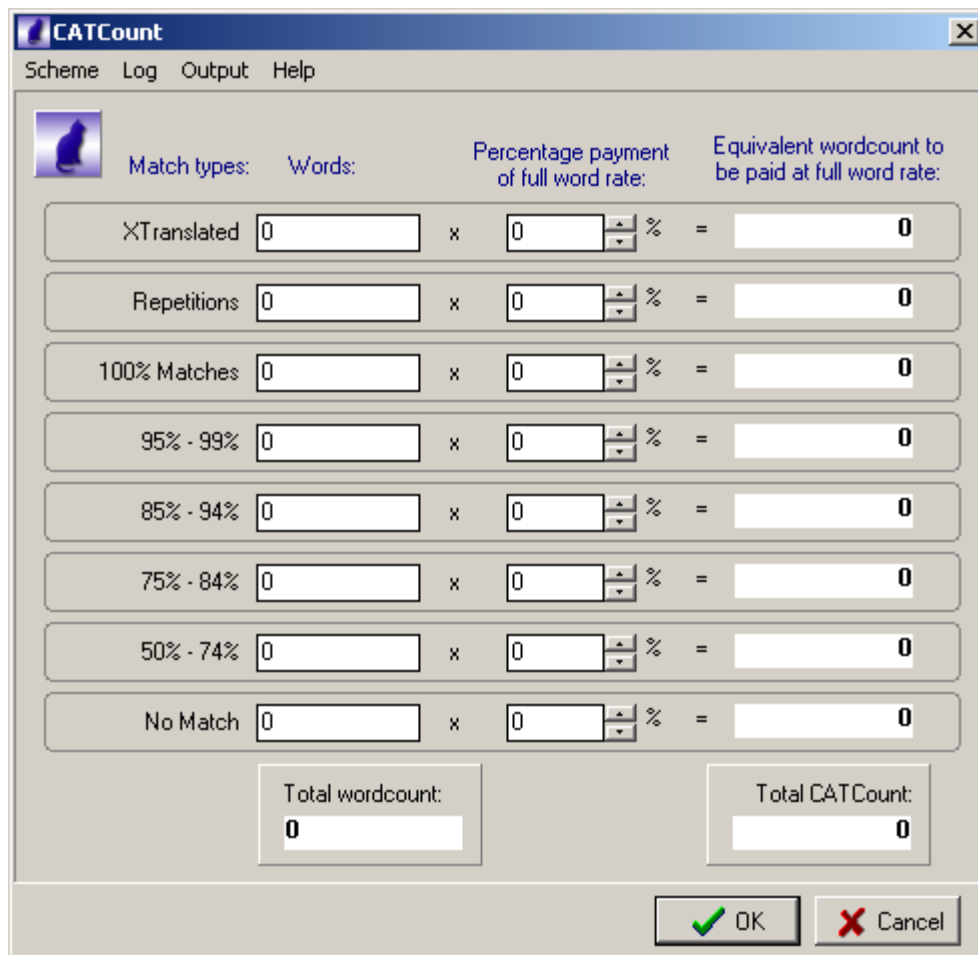 CATCount
Scheme Log Output Help
Match types: Words: Percentage payment of full word rate: Equivalent wordcount to be paid at full word rate:
XTranslated 0 x 0 % = 0
Repetitions 0 x 0 % = 0
100% Matches 0 x 0 % = 0
95% - 99% 0 x 0 % = 0
85% - 94% 0 x 0 % = 0
75% - 84% 0 x 0 % = 0
50% - 74% 0 x 0 % = 0
No Match 0 x 0 % = 0
Total wordcount: Total CATCount:
0 0
OK Cancel